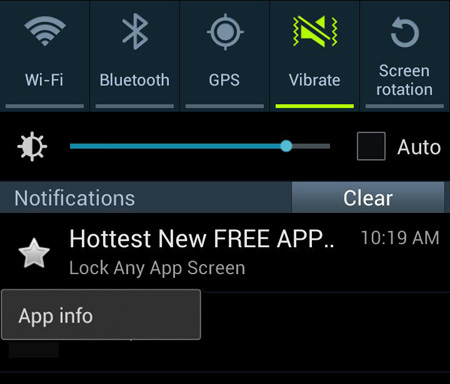 Wi-Fi
Bluetooth
GPS
Vibrate
Screen
rotation
Auto
Notifications
Clear
Hottest New FREE APP..
10:19 AM
Lock Any App Screen
App info